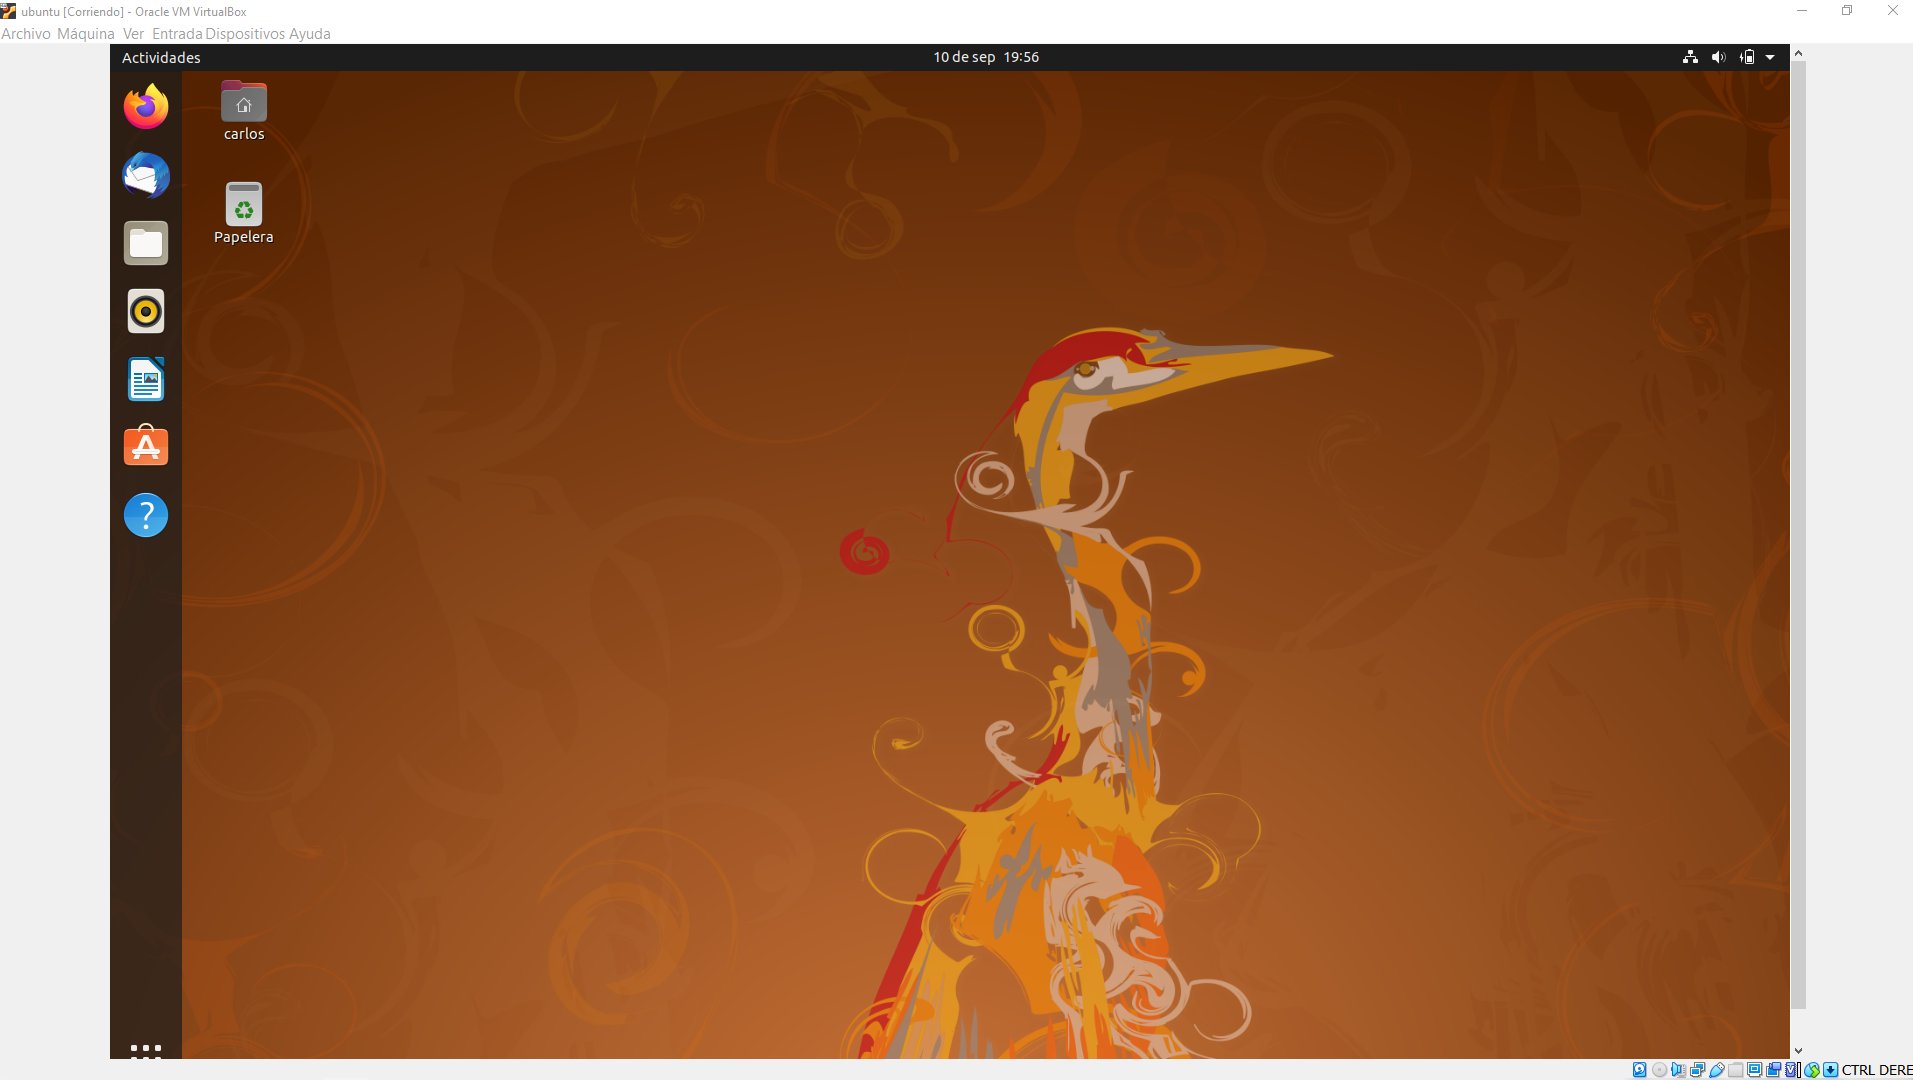 ubuntu [Corriendo] - Oracle VM VirtualBox
Archivo Máquina Ver Entrada Dispositivos Ayuda
Actividades 10 de sep 19:56
carlos
Papelera
CTRL DERE